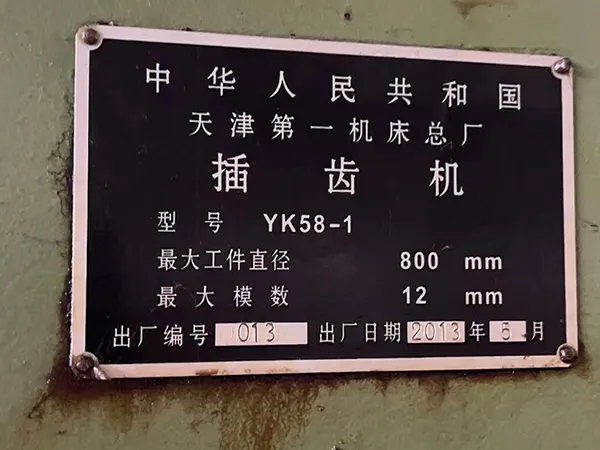 中华人民共和国
天津第一机床总厂
插齿机
型号 YK58-1
最大工件直径 800 mm
最大模数 12 mm
出厂编号 013 出厂日期 2013 年 5 月